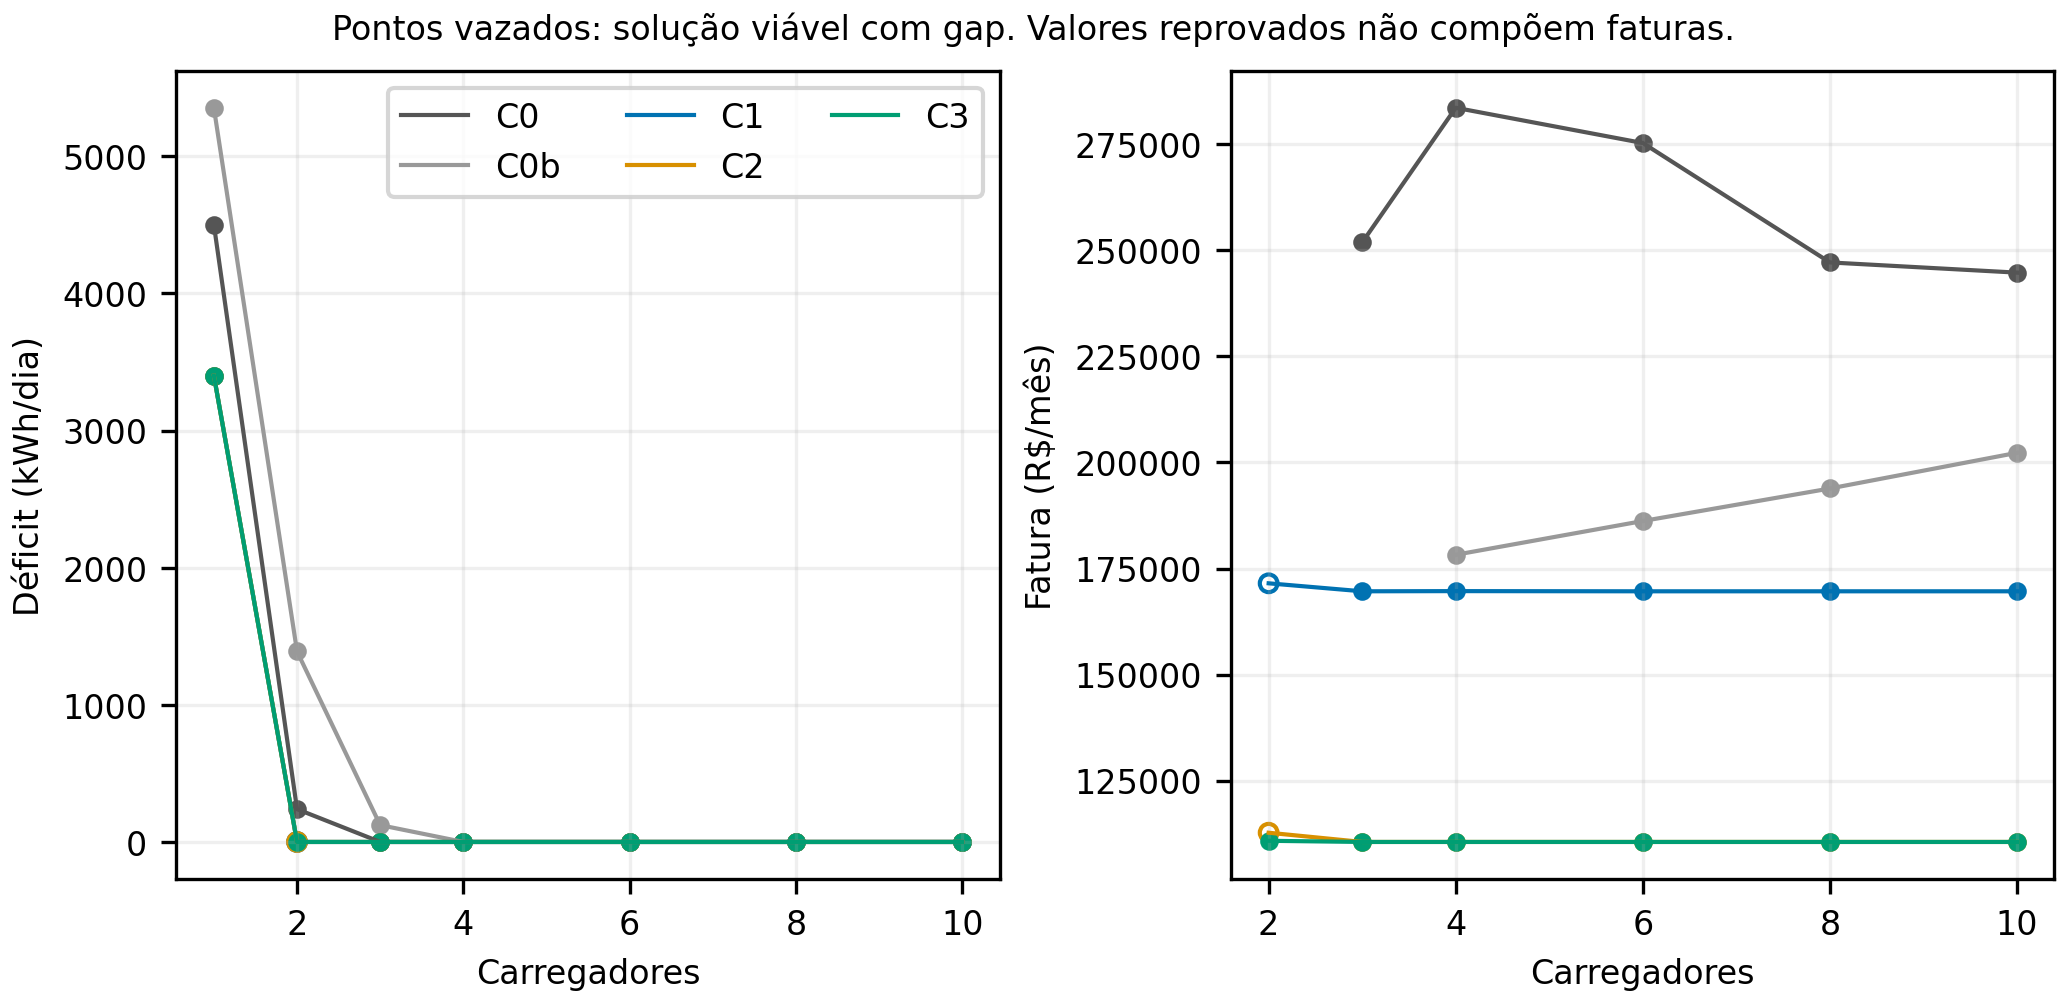 Pontos vazados: solução viável com gap. Valores reprovados não compõem faturas.
C0
C0b
C1
C2
C3
Déficit (kWh/dia)
5000
4000
3000
2000
1000
0
2 4 6 8 10
Carregadores
Fatura (R$/mês)
275000
250000
225000
200000
175000
150000
125000
2 4 6 8 10
Carregadores